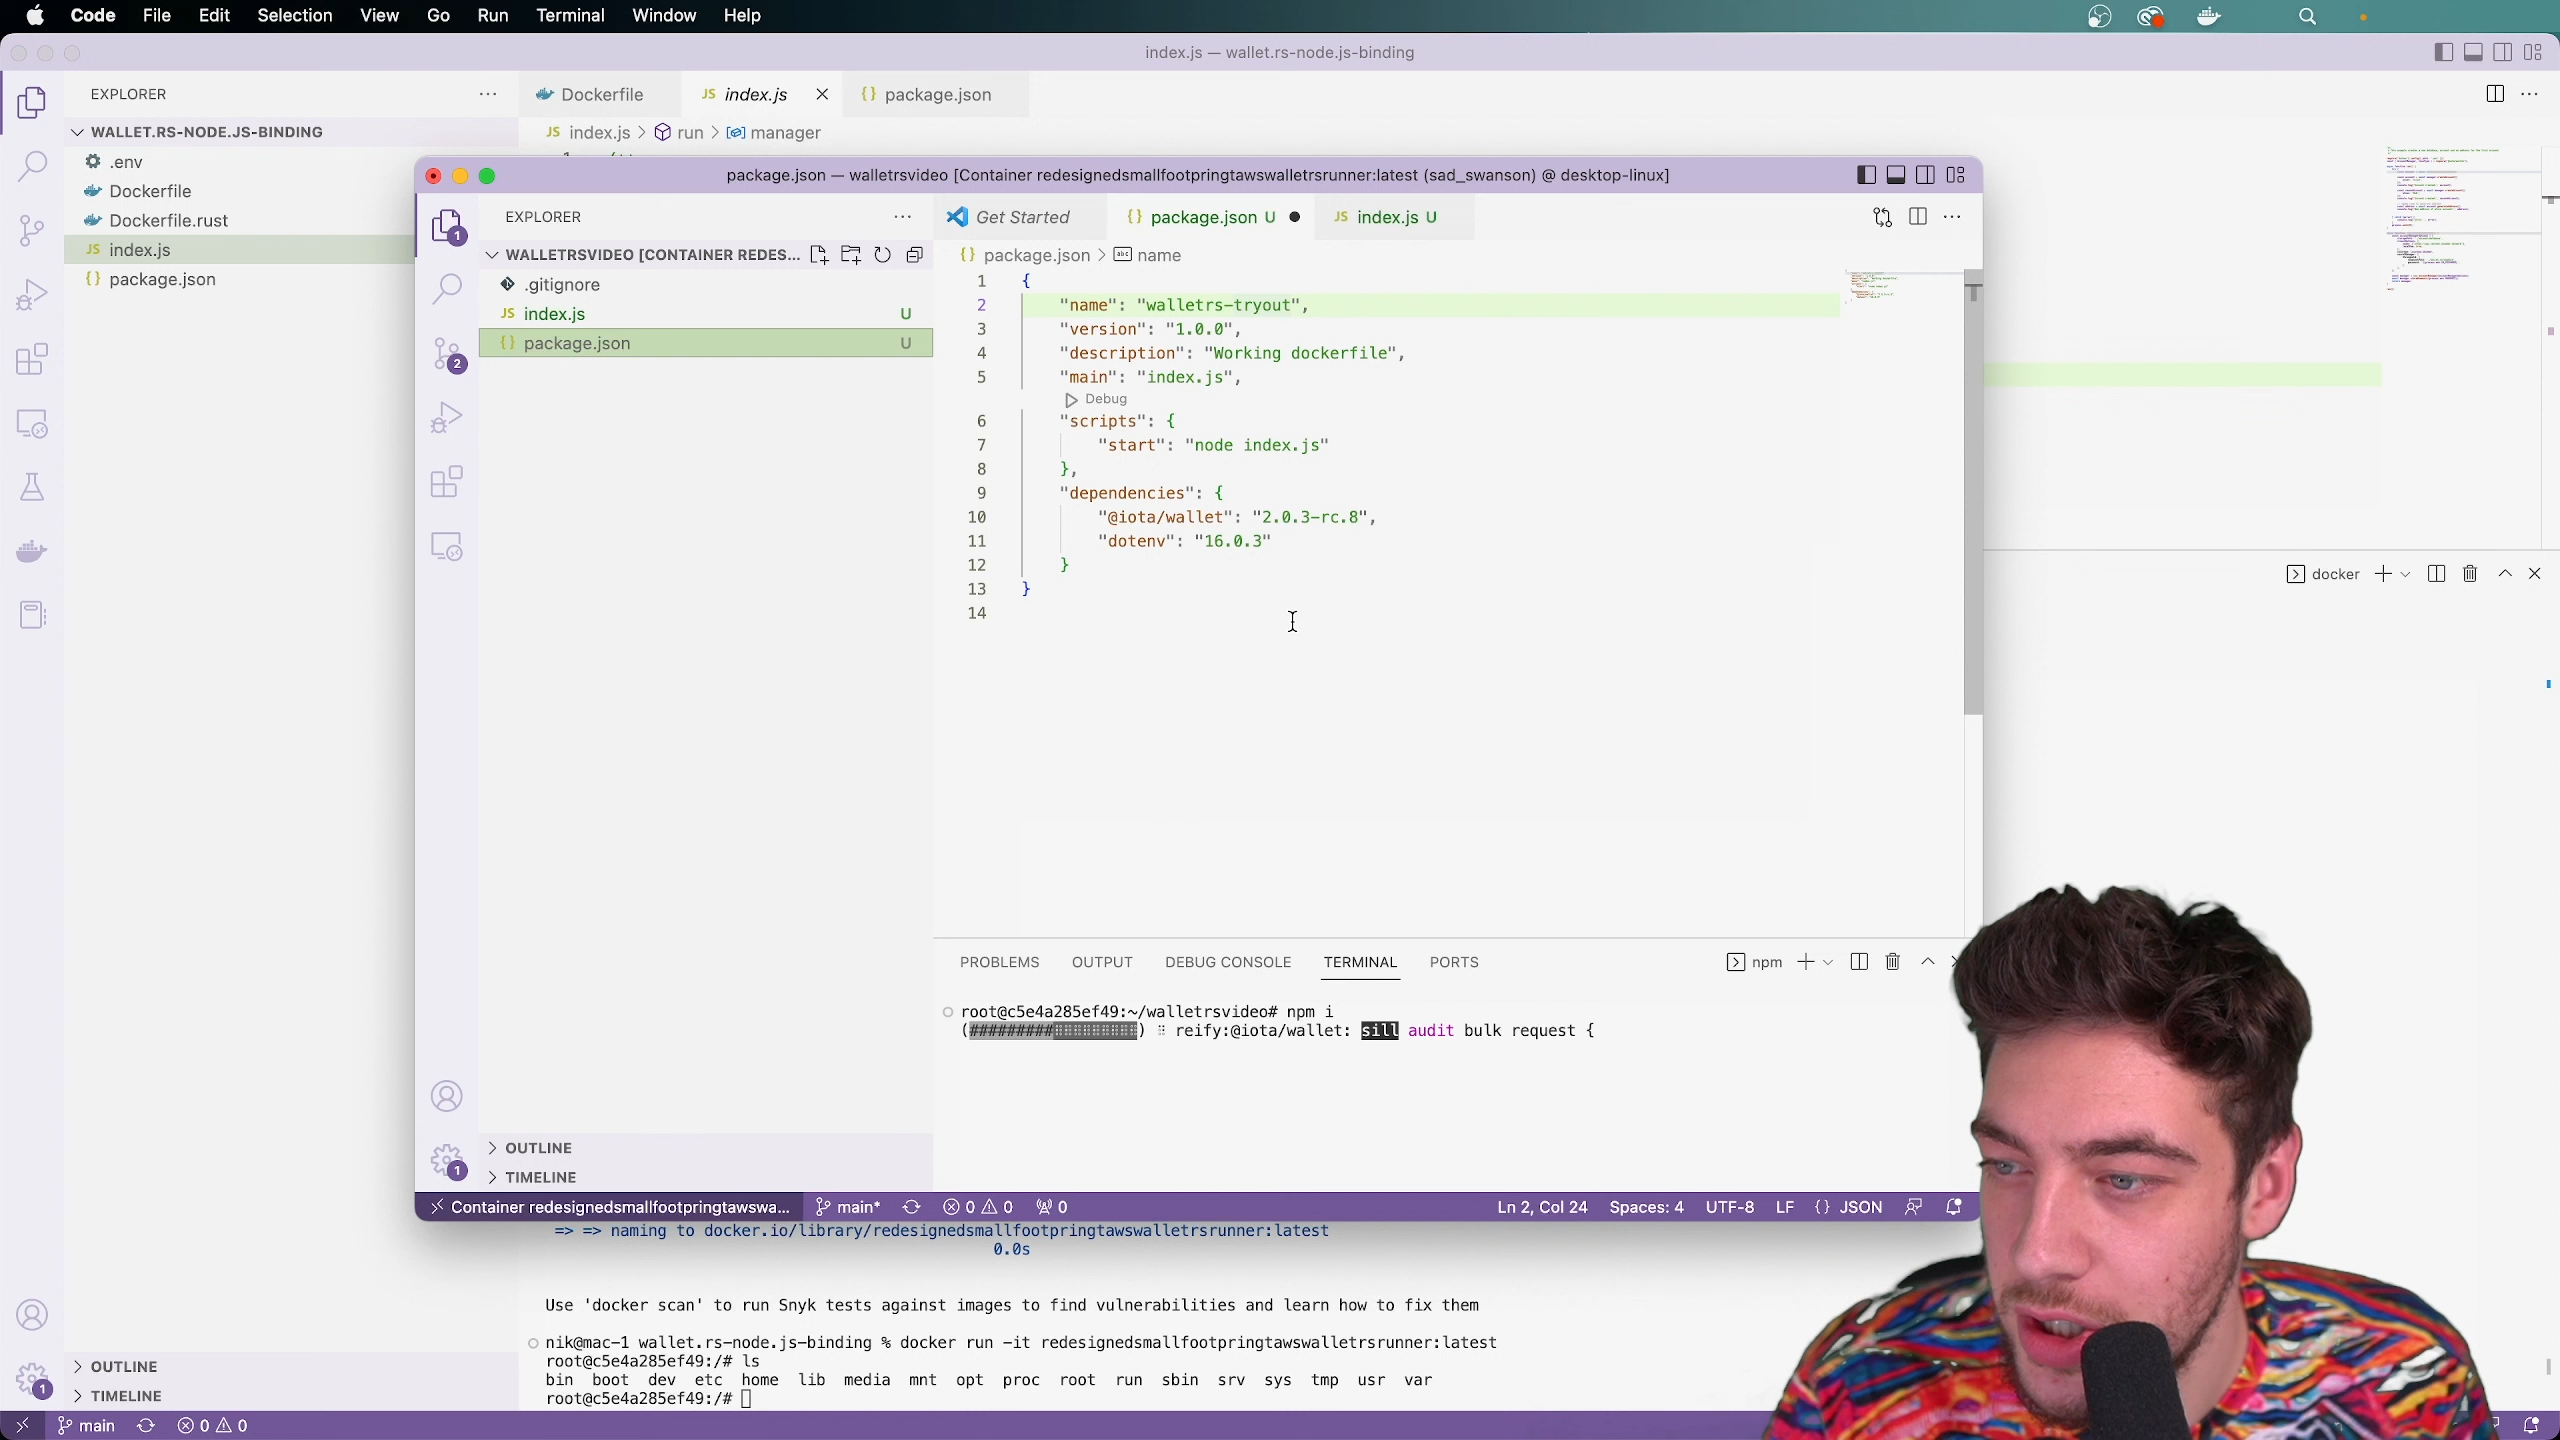 Code File Edit Selection View Go Run Terminal Window Help
index.js — wallet.rs-node.js-binding
EXPLORER
Dockerfile
JS index.js
{} package.json
WALLET.RS-NODE.JS-BINDING
JS index.js > run > manager
.env
Dockerfile
Dockerfile.rust
JS index.js
{} package.json
package.json — walletrsvideo [Container redesignedsmallfootpringtawswalletrsrunner:latest (sad_swanson) @ desktop-linux]
EXPLORER
Get Started
{} package.json U
JS index.js U
WALLETRSVIDEO [CONTAINER REDES...
{} package.json > name
.gitignore
JS index.js U
{} package.json U
1 {
2 "name": "walletrs-tryout",
3 "version": "1.0.0",
4 "description": "Working dockerfile",
5 "main": "index.js",
Debug
6 "scripts": {
7 "start": "node index.js"
8 },
9 "dependencies": {
10 "@iota/wallet": "2.0.3-rc.8",
11 "dotenv": "16.0.3"
12 }
13 }
14
1
2
docker
PROBLEMS OUTPUT DEBUG CONSOLE TERMINAL PORTS
npm
root@c5e4a285ef49:~/walletrsvideo# npm i
(#########⠂⠂⠂⠂⠂⠂⠂⠂⠂) ⠏ reify:@iota/wallet: sill audit bulk request {
1
OUTLINE
TIMELINE
Container redesignedsmallfootpringtawswa... main* 0 0 0 Ln 2, Col 24 Spaces: 4 UTF-8 LF {} JSON
=> => naming to docker.io/library/redesignedsmallfootpringtawswalletrsrunner:latest
0.0s
Use 'docker scan' to run Snyk tests against images to find vulnerabilities and learn how to fix them
nik@mac-1 wallet.rs-node.js-binding % docker run -it redesignedsmallfootpringtawswalletrsrunner:latest
root@c5e4a285ef49:/# ls
bin boot dev etc home lib media mnt opt proc root run sbin srv sys tmp usr var
root@c5e4a285ef49:/#
1
OUTLINE
TIMELINE
main 0 0